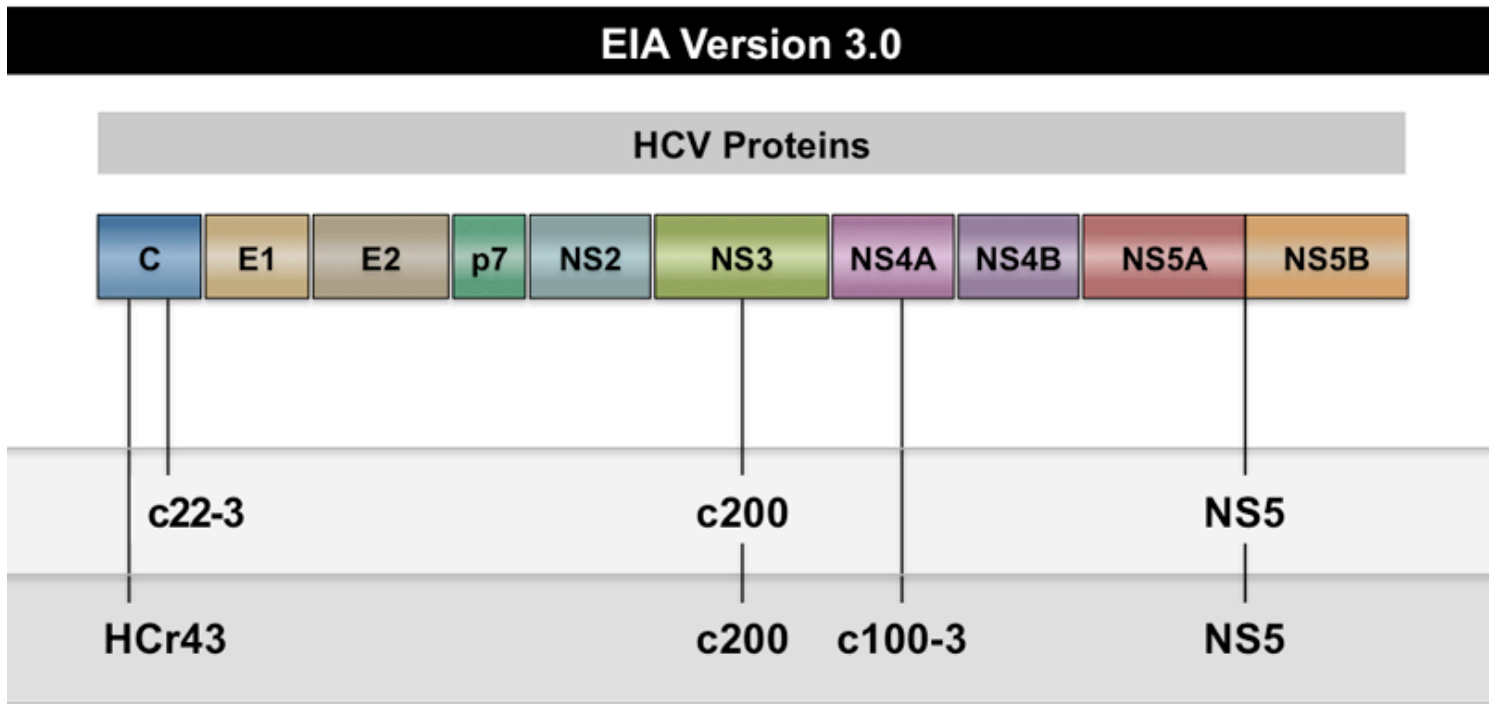 EIA Version 3.0
HCV Proteins
C E1 E2 p7 NS2 NS3 NS4A NS4B NS5A NS5B
c22-3 c200 NS5
HCr43 c200 c100-3 NS5